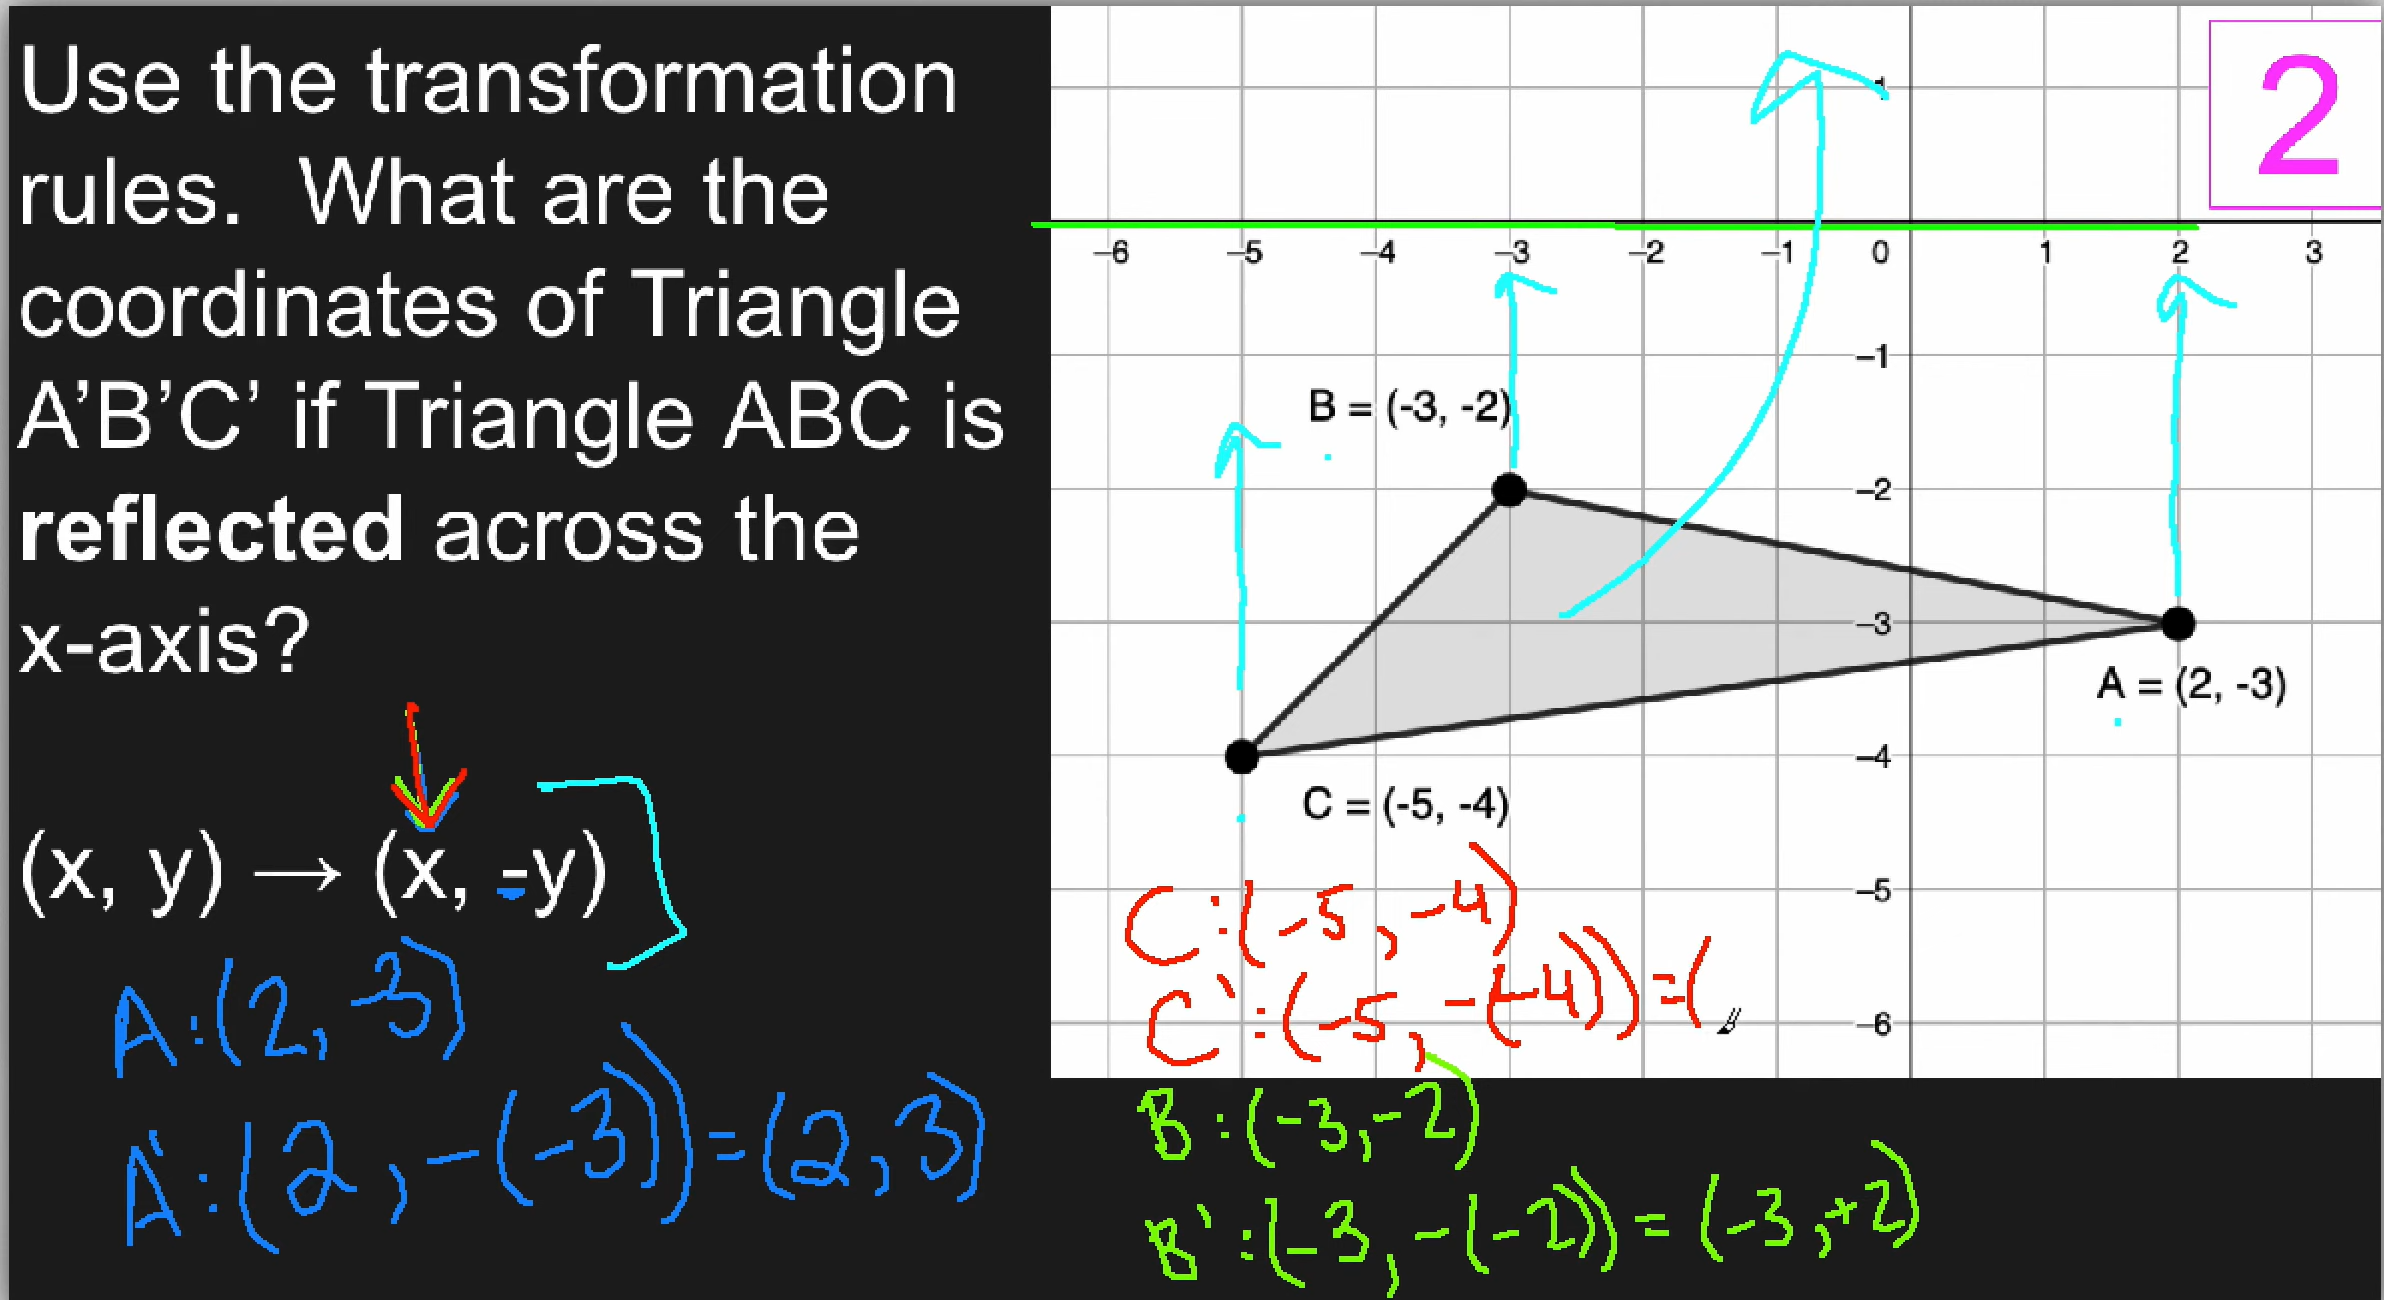 Use the transformation
rules. What are the
coordinates of Triangle
A’B’C’ if Triangle ABC is
reflected across the
x-axis?
(x, y) → (x, -y)
A:(2, -3)
A':(2, -(-3))=(2,3)
2
1
-6 -5 -4 -3 -2 -1 0 1 2 3
-1
B = (-3, -2)
-2
-3
A = (2, -3)
-4
C = (-5, -4)
-5
C:(-5, -4)
C':(-5, -(-4))=(,
-6
B:(-3,-2)
B':(-3, -(-2))=(-3,+2)